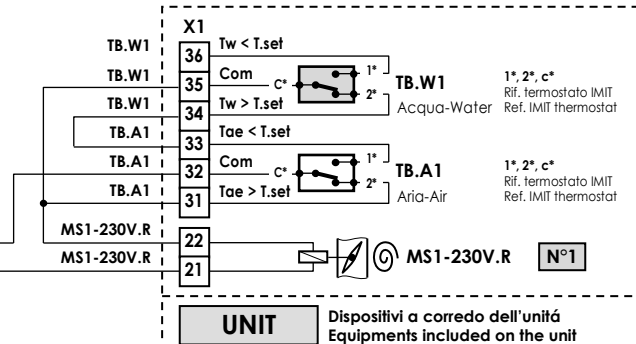 X1
TB.W1 36 Tw < T.set
TB.W1 35 Com C* 1* 2* TB.W1 1*, 2*, c*
Acqua-Water Rif. termostato IMIT
Ref. IMIT thermostat
TB.W1 34 Tw > T.set
TB.A1 33 Tae < T.set
TB.A1 32 Com C* 1* 2* TB.A1 1*, 2*, c*
Aria-Air Rif. termostato IMIT
Ref. IMIT thermostat
TB.A1 31 Tae > T.set
MS1-230V.R 22
MS1-230V.R 21
MS1-230V.R N°1
UNIT
Dispositivi a corredo dell'unitá
Equipments included on the unit